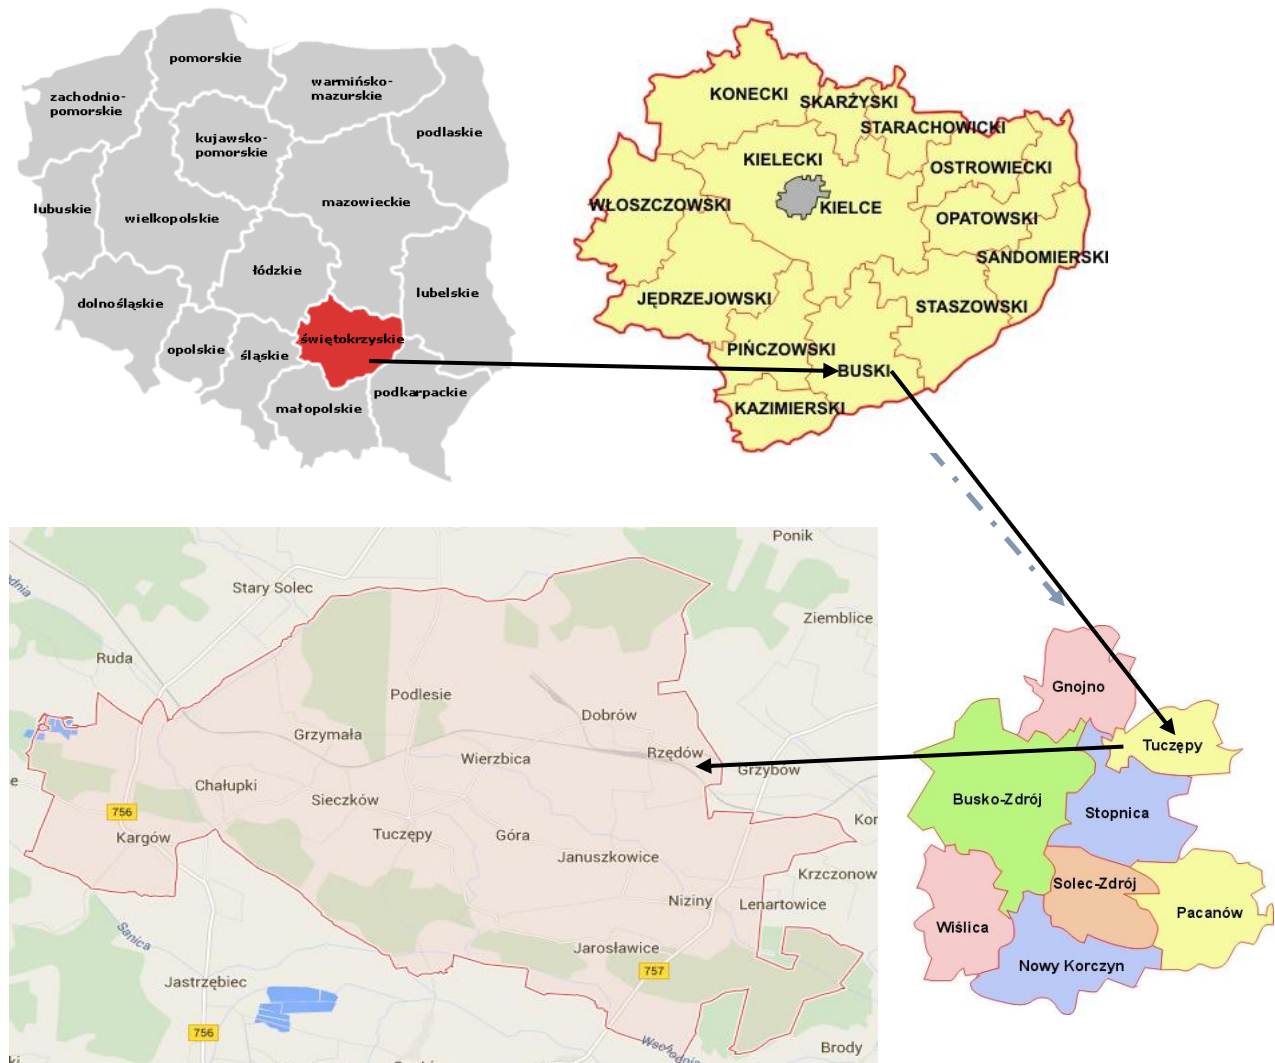 pomorskie
warmińsko-
mazurskie
zachodnio-
pomorskie
kujawsko-
pomorskie
podlaskie
lubuskie
wielkopolskie
mazowieckie
łódzkie
lubelskie
dolnośląskie
świętokrzyskie
opolskie
śląskie
małopolskie
podkarpackie
KONECKI
SKARŻYSKI
STARACHOWICKI
KIELECKI
OSTROWIECKI
WŁOSZCZOWSKI
KIELCE
OPATOWSKI
SANDOMIERSKI
JĘDRZEJOWSKI
STASZOWSKI
PIŃCZOWSKI
BUSKI
KAZIMIERSKI
Ponik
Stary Solec
Ziemblice
Ruda
Podlesie
Dobrów
Grzymała
Rzędów
Wierzbica
Grzybów
Chałupki
Sieczków
756
Kargów
Tuczępy
Góra
Kor
Januszkowice
Krzczonow
Niziny
Lenartowice
Sanica
Jarosławice
757
Jastrzębiec
756
Wschodnia
Brody
Gnojno
Tuczępy
Busko-Zdrój
Stopnica
Solec-Zdrój
Pacanów
Wiślica
Nowy Korczyn